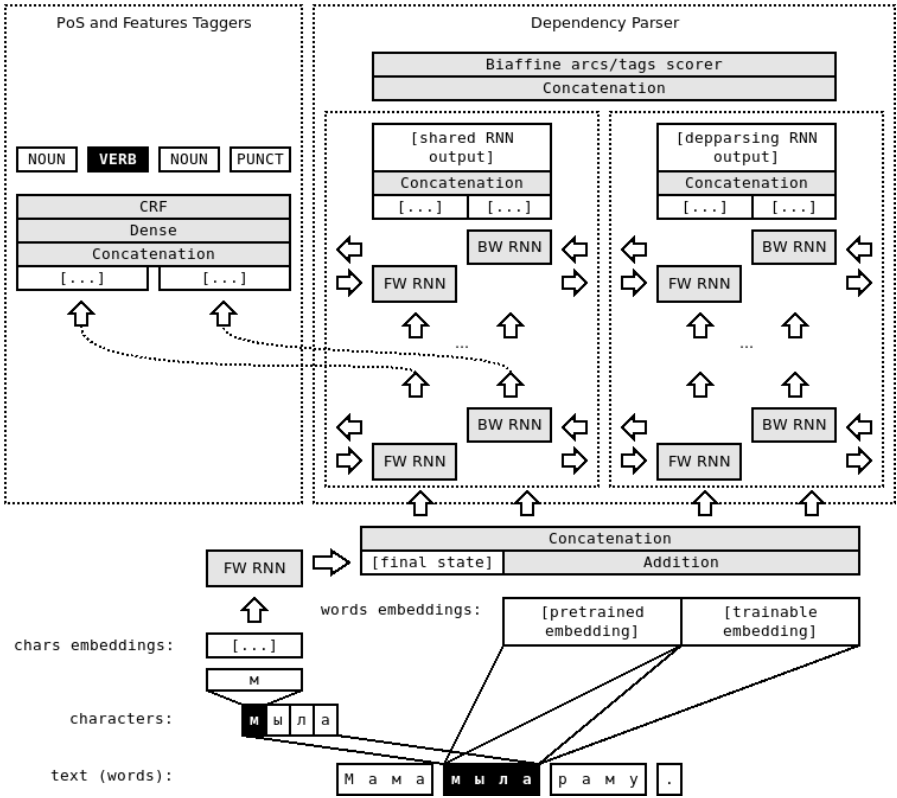 PoS and Features Taggers
Dependency Parser
Biaffine arcs/tags scorer
Concatenation
NOUN VERB NOUN PUNCT
CRF
Dense
Concatenation
[...] [...]
[shared RNN
output]
Concatenation
[...] [...]
BW RNN
FW RNN
...
BW RNN
FW RNN
[depparsing RNN
output]
Concatenation
[...] [...]
BW RNN
FW RNN
...
BW RNN
FW RNN
Concatenation
[final state] Addition
FW RNN
words embeddings:
[pretrained
embedding]
[trainable
embedding]
chars embeddings: [...]
м
characters: м ы л а
text (words): М а м а м ы л а р а м у .